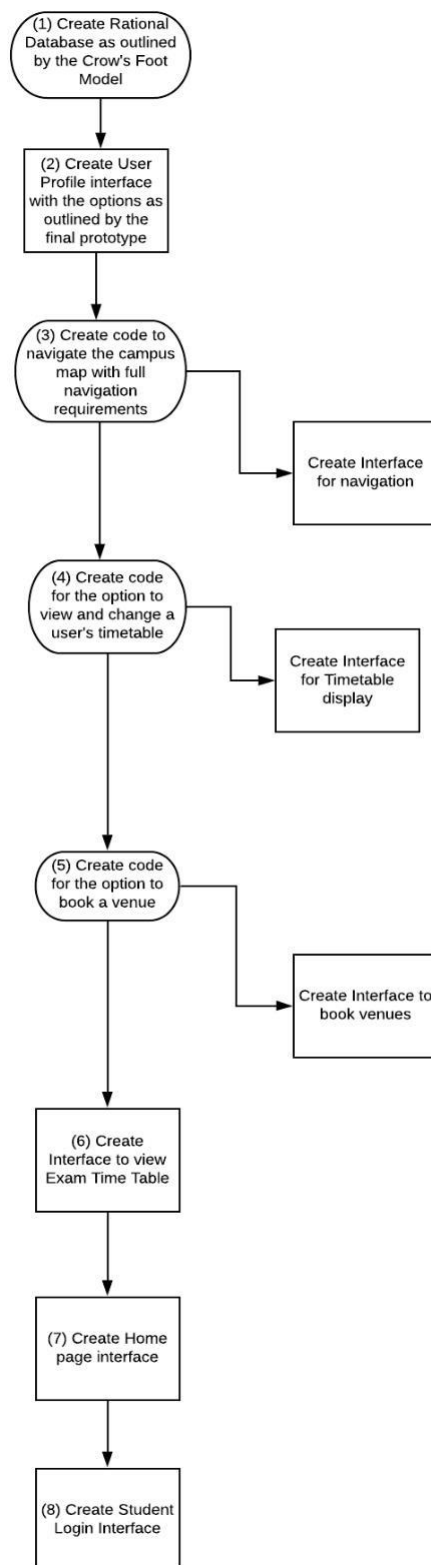 (1) Create Rational
Database as outlined
by the Crow's Foot
Model
(2) Create User
Profile interface
with the options as
outlined by the
final prototype
(3) Create code to
navigate the campus
map with full
navigation
requirements
Create Interface
for navigation
(4) Create code
for the option to
view and change a
user's timetable
Create Interface
for Timetable
display
(5) Create code
for the option to
book a venue
Create Interface to
book venues
(6) Create
Interface to view
Exam Time Table
(7) Create Home
page interface
(8) Create Student
Login Interface